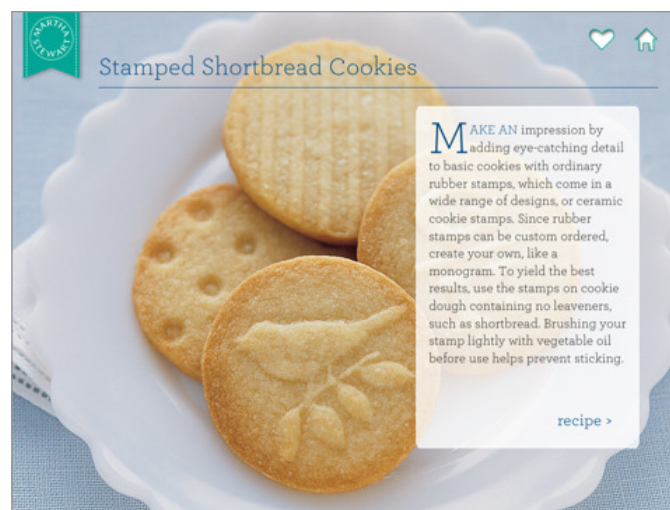 MARTHA
STEWART
Stamped Shortbread Cookies
MAKE AN impression by
adding eye-catching detail
to basic cookies with ordinary
rubber stamps, which come in a
wide range of designs, or ceramic
cookie stamps. Since rubber
stamps can be custom ordered,
create your own, like a
monogram. To yield the best
results, use the stamps on cookie
dough containing no leaveners,
such as shortbread. Brushing your
stamp lightly with vegetable oil
before use helps prevent sticking.
recipe >